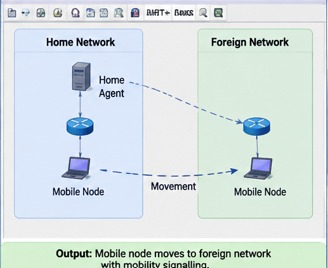 Home Network
Foreign Network
Home
Agent
Mobile Node
Movement
Mobile Node
Output: Mobile node moves to foreign network
with mobility signalling.